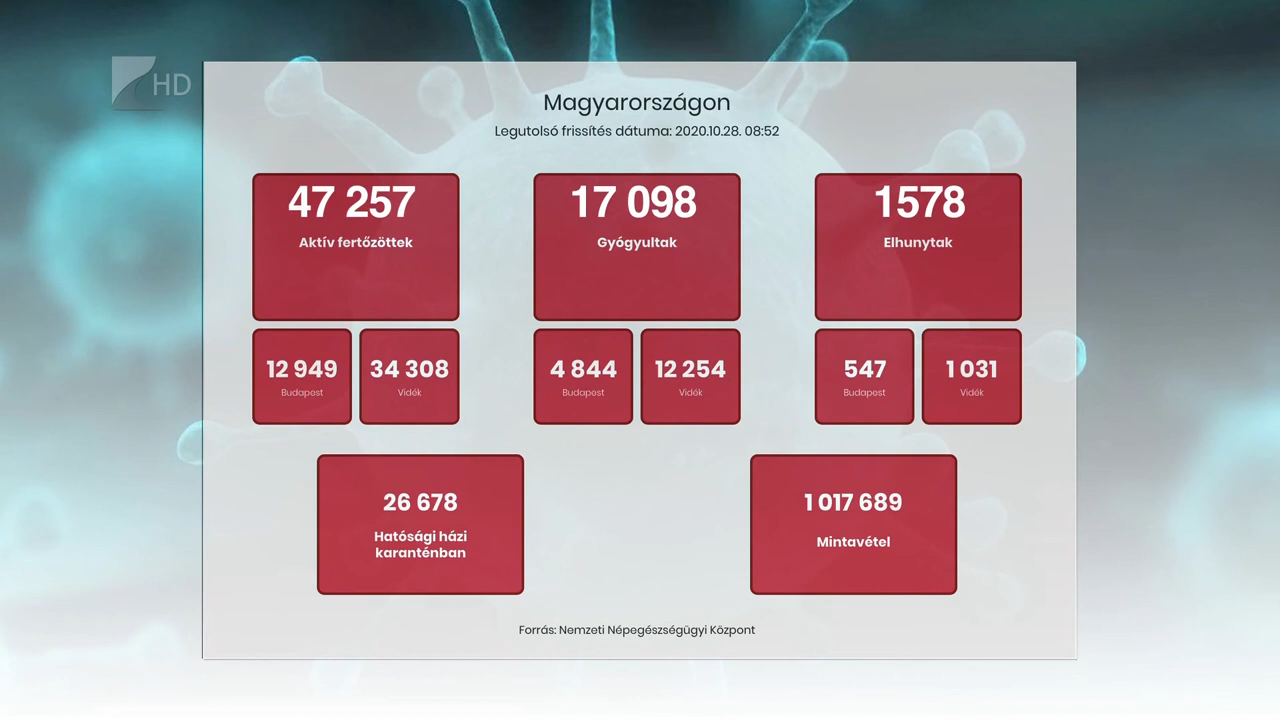 HD
Magyarországon
Legutolsó frissítés dátuma: 2020.10.28. 08:52
47 257
Aktív fertőzöttek
17 098
Gyógyultak
1578
Elhunytak
12 949
Budapest
34 308
Vidék
4 844
Budapest
12 254
Vidék
547
Budapest
1 031
Vidék
26 678
Hatósági házi
karanténban
1 017 689
Mintavétel
Forrás: Nemzeti Népegészségügyi Központ